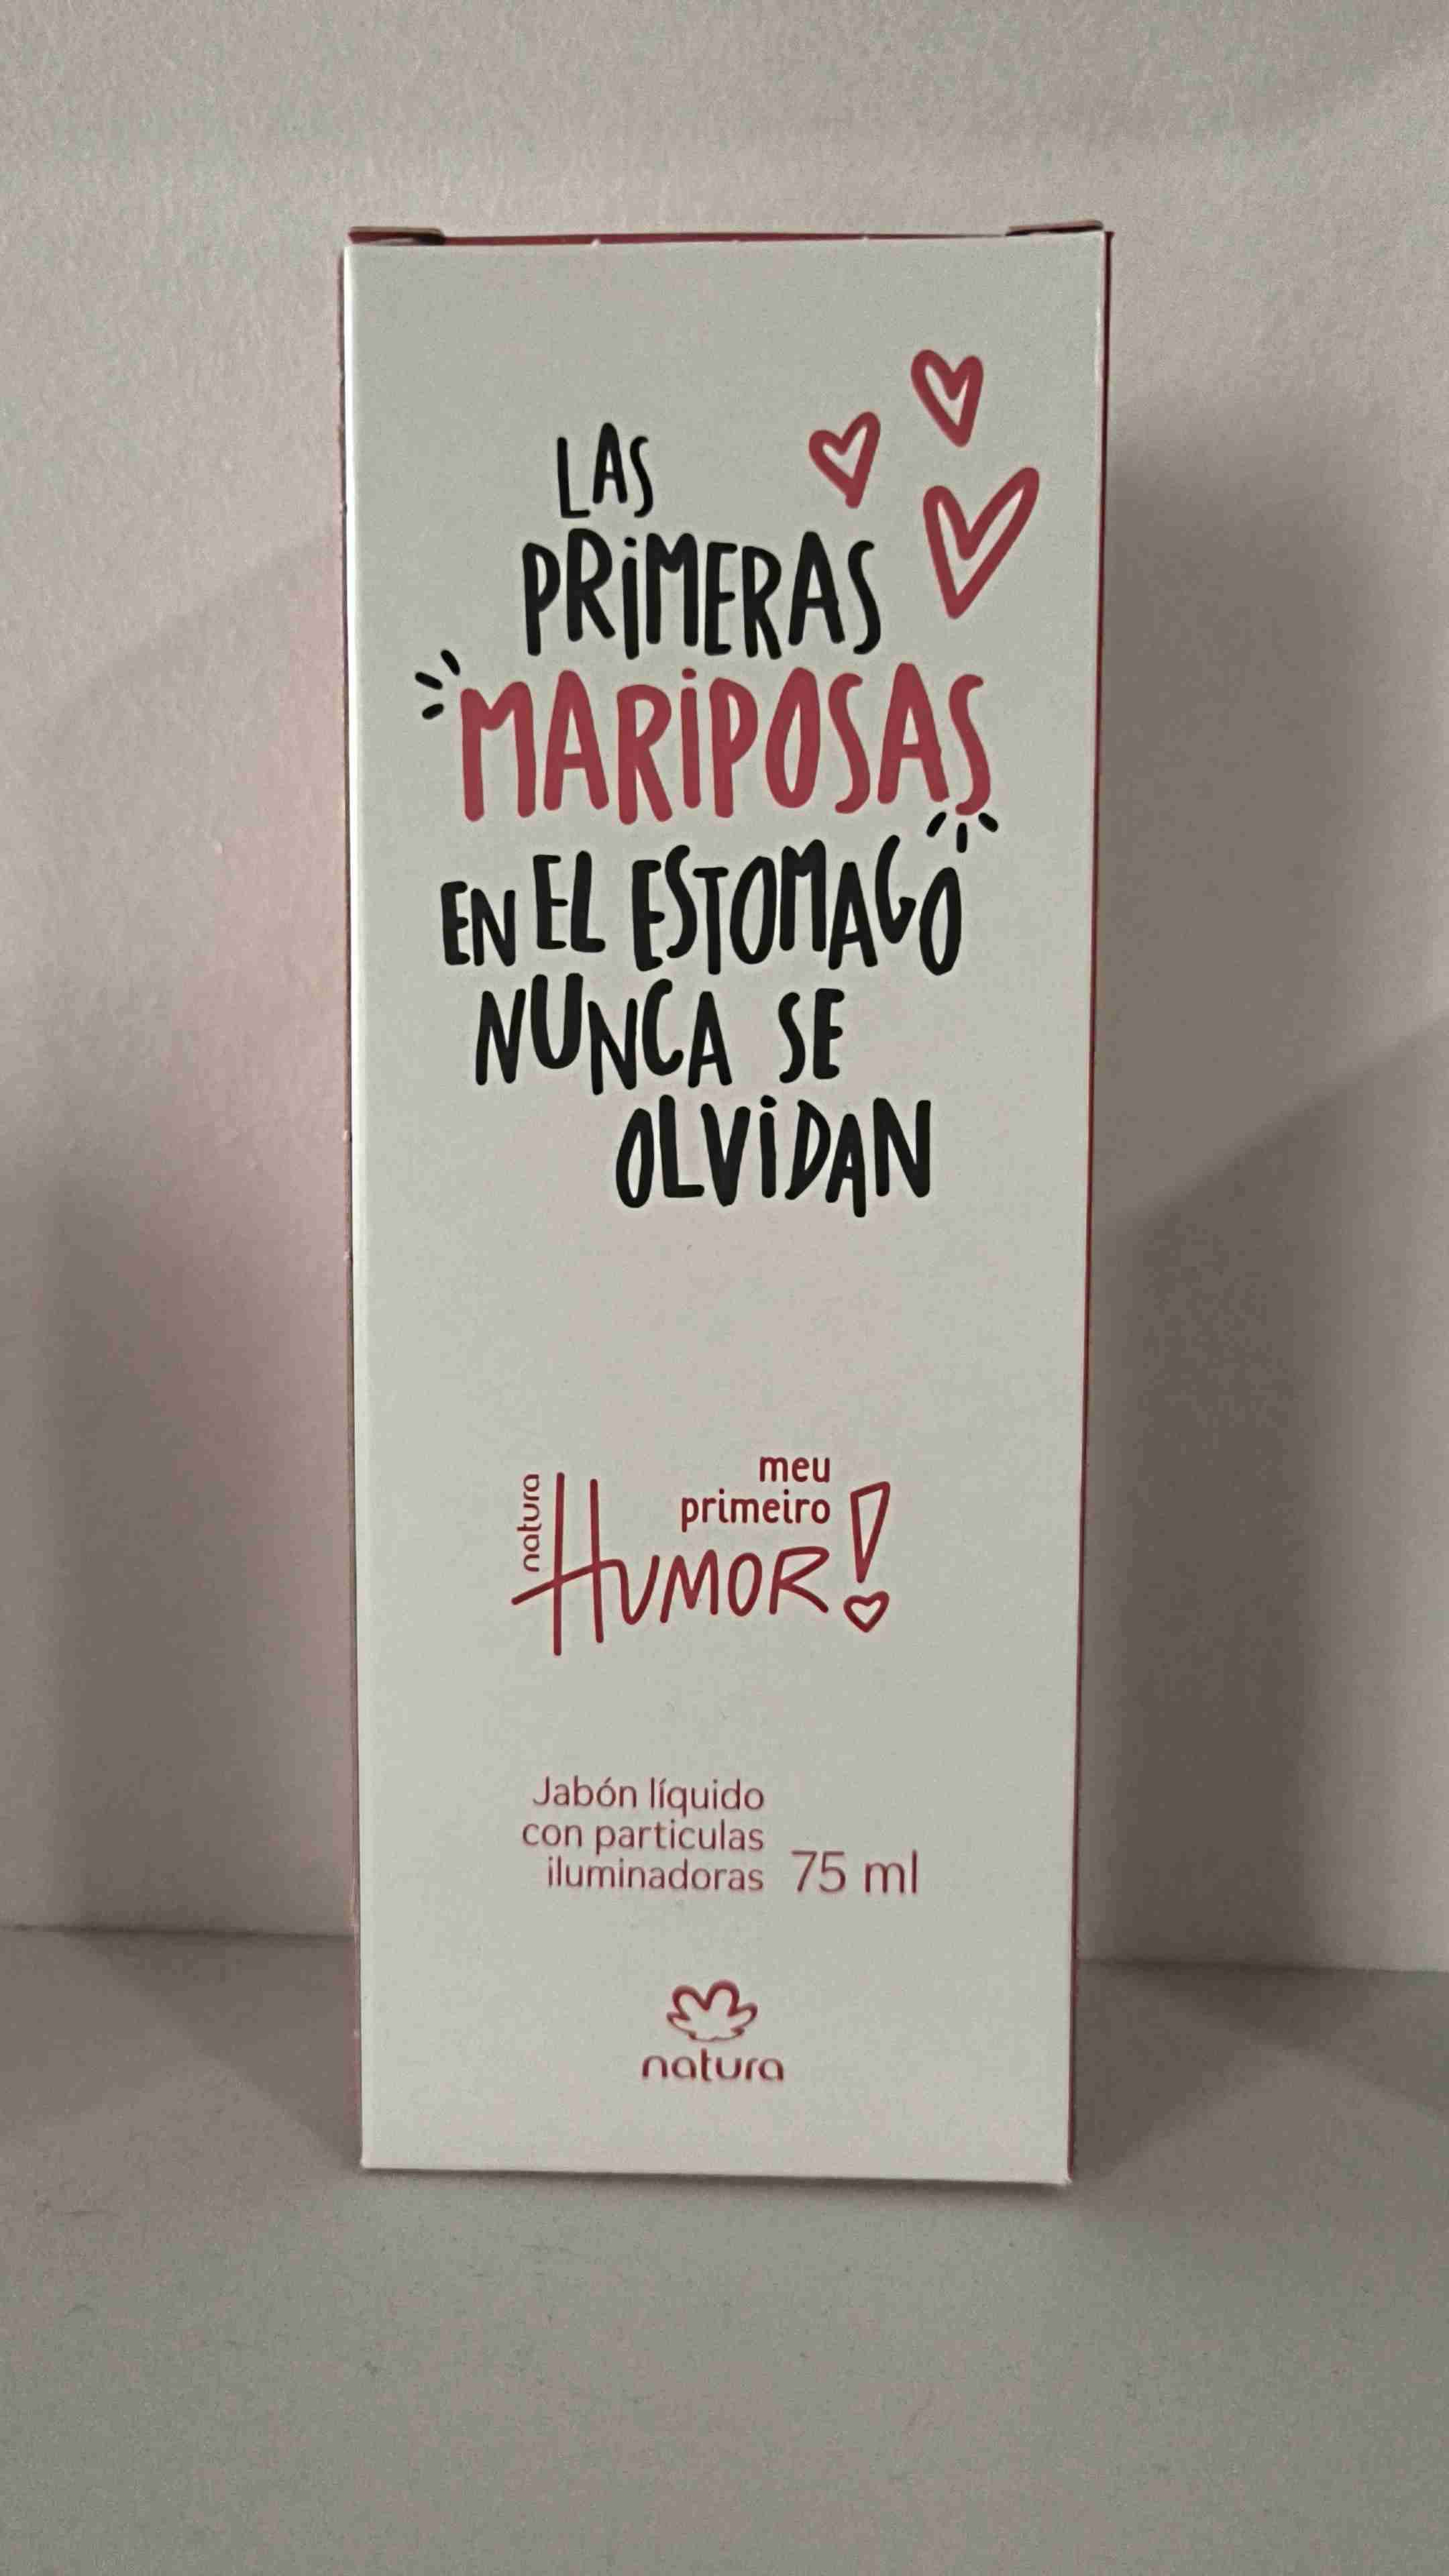 LAS
PRiMERAS
MARiPOSAS
EN EL ESTOMAGO
NUNCA SE
OLViDAN
natura
meu
primeiro
HUMOR!
Jabón líquido
con particulas
iluminadoras 75 ml
natura